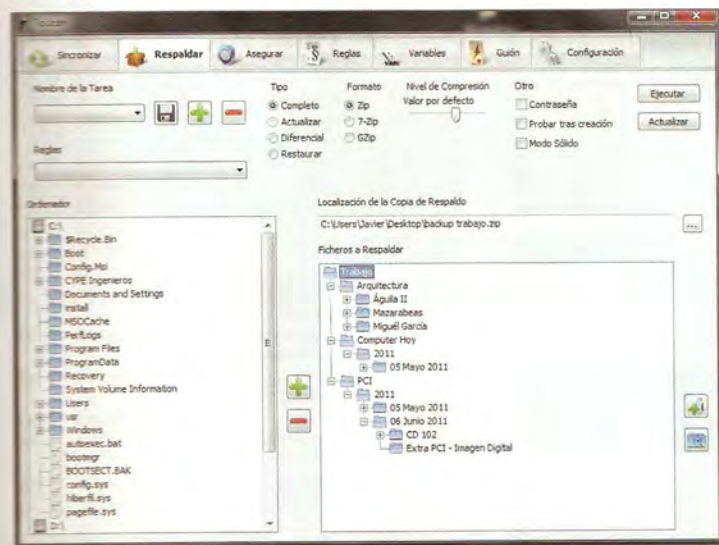 Toucan
Sincronizar
Respaldar
Asegurar
Reglas
Variables
Guión
Configuración
Nombre de la Tarea
Reglas
Tipo
Completo
Actualizar
Diferencial
Restaurar
Formato
Zip
7-Zip
GZip
Nivel de Compresión
Valor por defecto
Otro
Contraseña
Probar tras creación
Modo Sólido
Ejecutar
Actualizar
Ordenador
C:\
$Recycle.Bin
Boot
Config.Msi
CYPE Ingenieros
Documents and Settings
install
MSOCache
PerfLogs
Program Files
ProgramData
Recovery
System Volume Information
Users
usr
Windows
autoexec.bat
bootmgr
BOOTSECT.BAK
config.sys
hiberfil.sys
pagefile.sys
D:\
Localización de la Copia de Respaldo
C:\Users\Javier\Desktop\backup trabajo.zip
...
Ficheros a Respaldar
Trabajo
Arquitectura
Águila II
Mazarabeas
Miguél García
Computer Hoy
2011
05 Mayo 2011
PCI
2011
05 Mayo 2011
06 Junio 2011
CD 102
Extra PCI - Imagen Digital